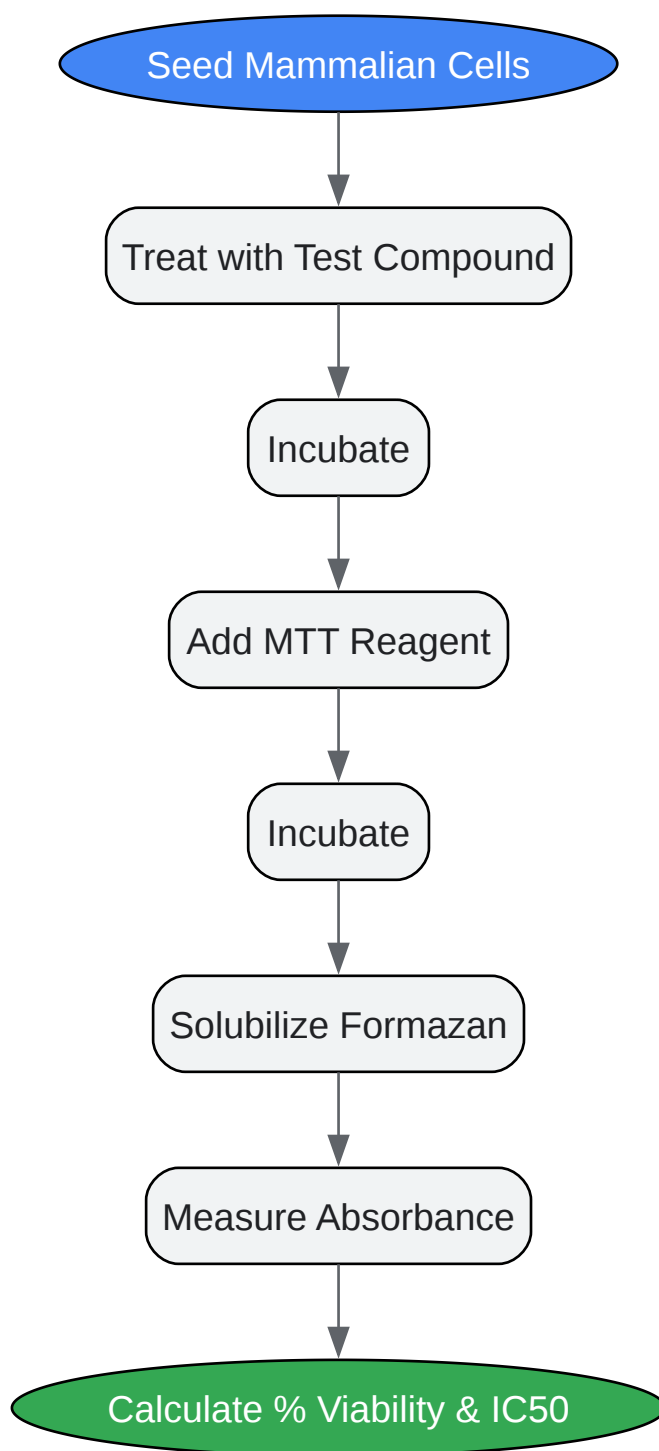 Seed Mammalian Cells
Treat with Test Compound
Incubate
Add MTT Reagent
Incubate
Solubilize Formazan
Measure Absorbance
Calculate % Viability & IC50